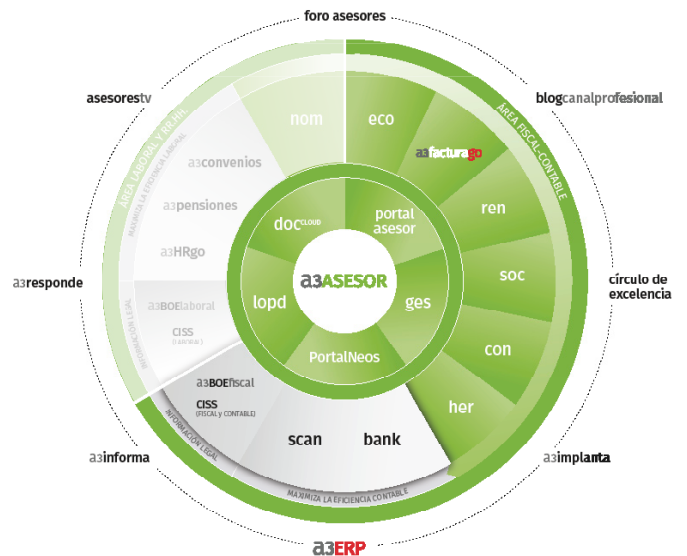 foro asesores
asesorestv
blogcanalprofesional
ÁREA LABORAL Y RR.HH.
MAXIMIZA LA EFICIENCIA LABORAL
ÁREA FISCAL-CONTABLE
nom
eco
a3facturago
a3convenios
a3pensiones
a3HRgo
ren
docCLOUD
portal
asesor
a3responde
a3ASESOR
soc
círculo de
excelencia
lopd
ges
a3BOElaboral
CISS
(LABORAL)
INFORMACIÓN LEGAL
con
PortalNeos
a3BOEfiscal
CISS
(FISCAL y CONTABLE)
her
INFORMACIÓN LEGAL
scan
bank
MAXIMIZA LA EFICIENCIA CONTABLE
a3informa
a3implanta
a3ERP